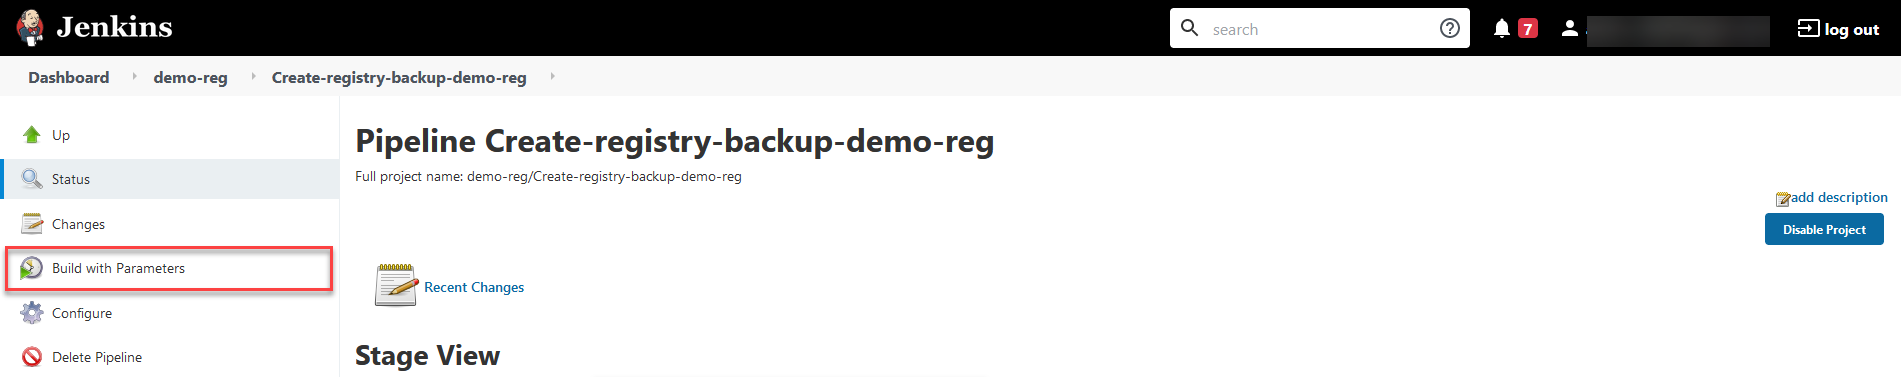 Jenkins
search
7
log out
Dashboard
demo-reg
Create-registry-backup-demo-reg
Up
Status
Changes
Build with Parameters
Configure
Delete Pipeline
Pipeline Create-registry-backup-demo-reg
Full project name: demo-reg/Create-registry-backup-demo-reg
add description
Disable Project
Recent Changes
Stage View